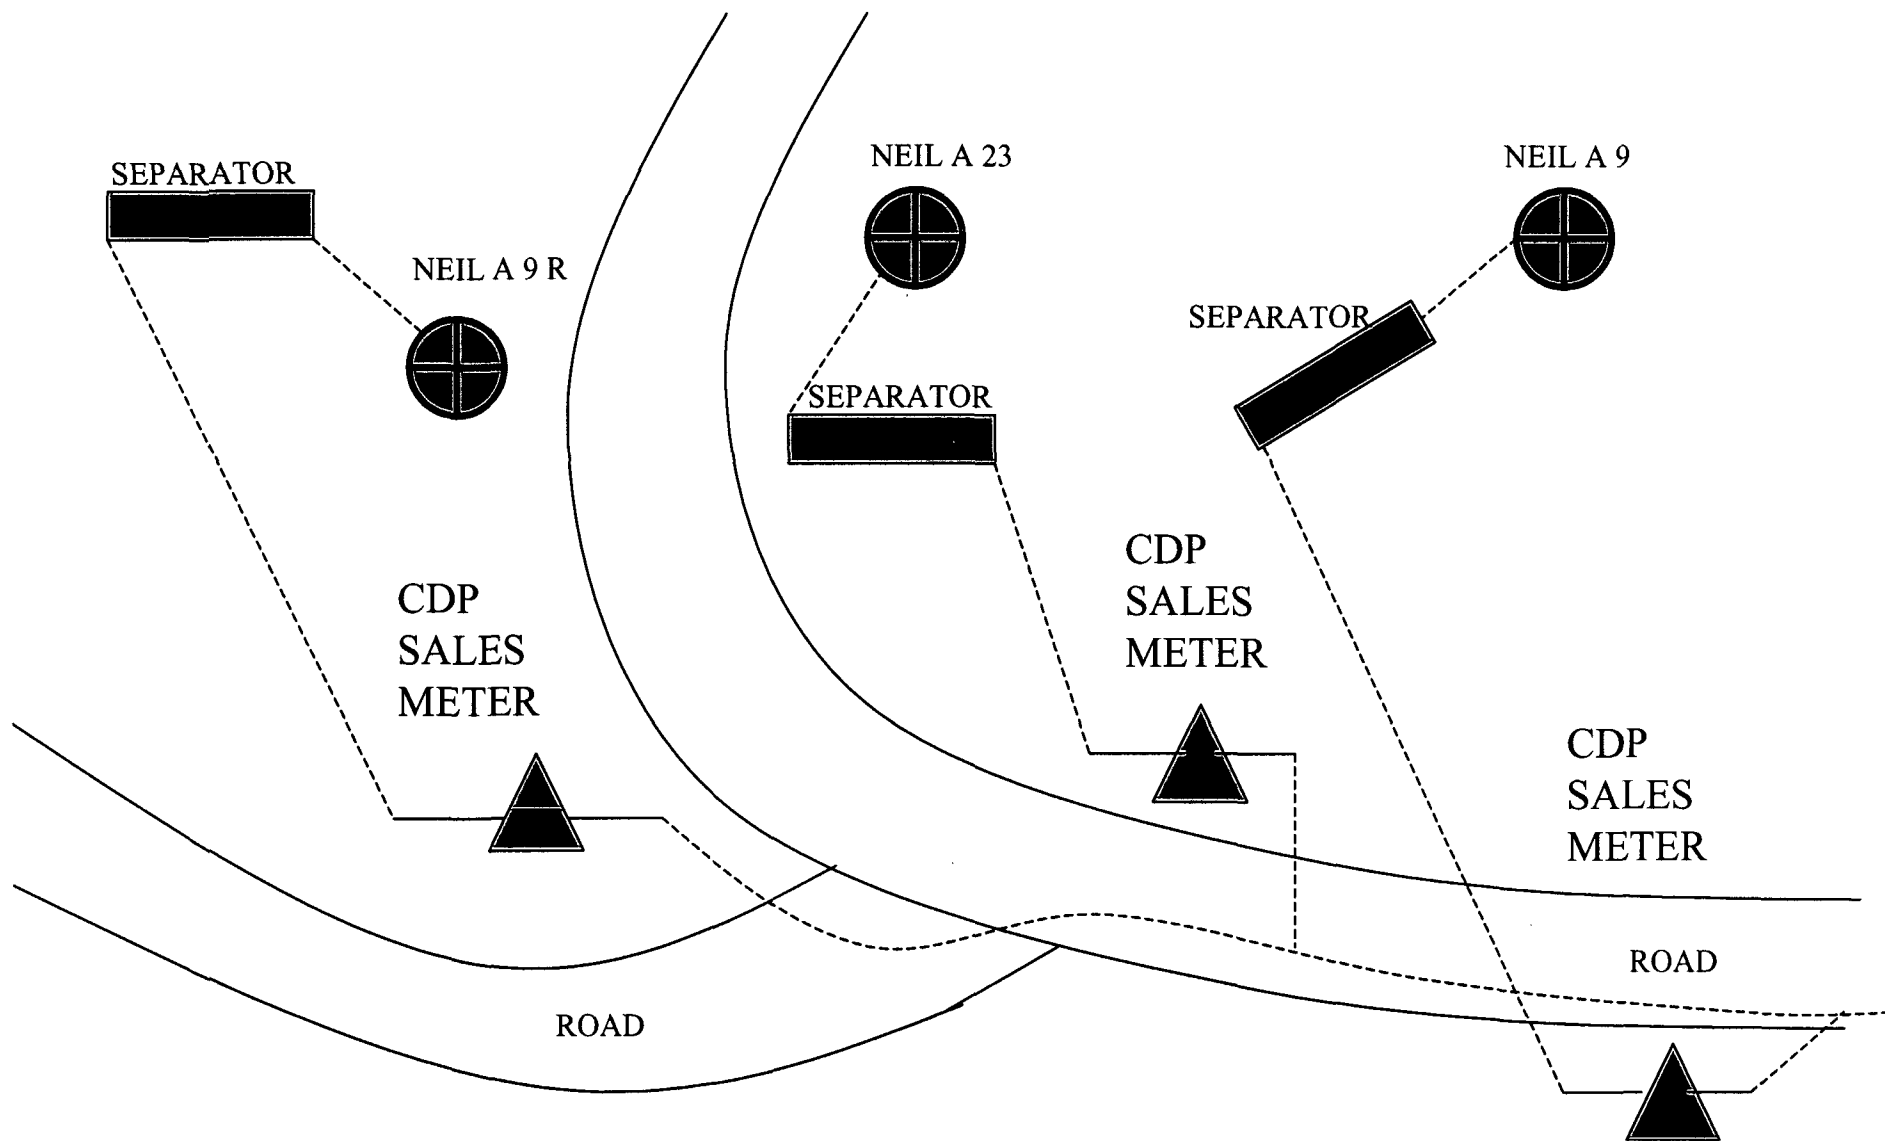 NEIL A 23
NEIL A 9
SEPARATOR
NEIL A 9 R
SEPARATOR
SEPARATOR
CDP
SALES
METER
CDP
SALES
METER
CDP
SALES
METER
ROAD
ROAD